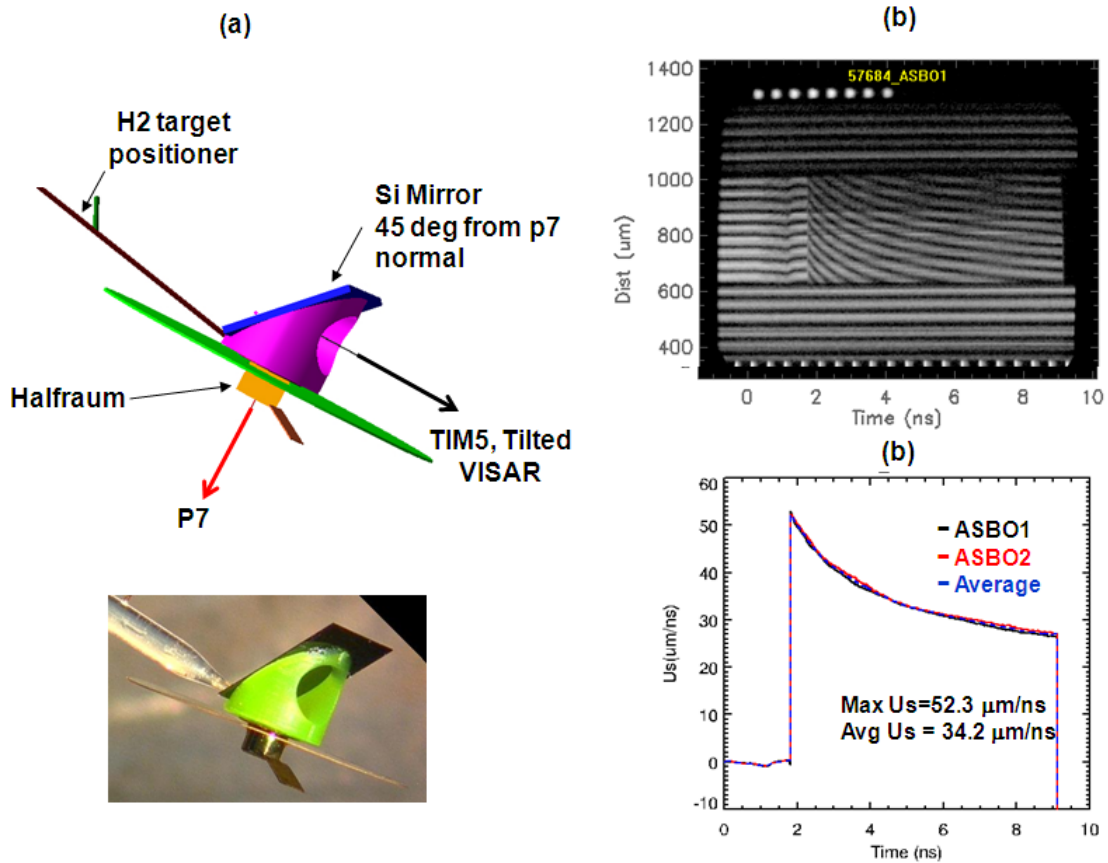 (a)
H2 target
positioner
Si Mirror
45 deg from p7
normal
Halfraum
TIM5, Tilted
VISAR
P7
(b)
57684_ASBO1
1400
1200
1000
800
600
400
Dist (μm)
0 2 4 6 8 10
Time (ns)
(b)
60
50
40
30
20
10
0
-10
Us(μm/ns)
ASBO1
ASBO2
Average
Max Us=52.3 μm/ns
Avg Us = 34.2 μm/ns
0 2 4 6 8 10
Time (ns)